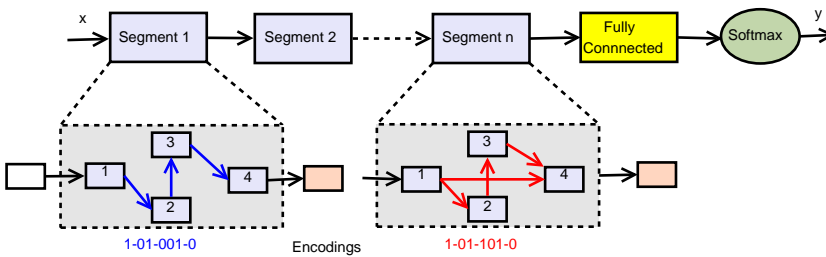 x
Segment 1
Segment 2
Segment n
Fully
Connnected
Softmax
y
1
2
3
4
1
2
3
4
1-01-001-0
Encodings
1-01-101-0